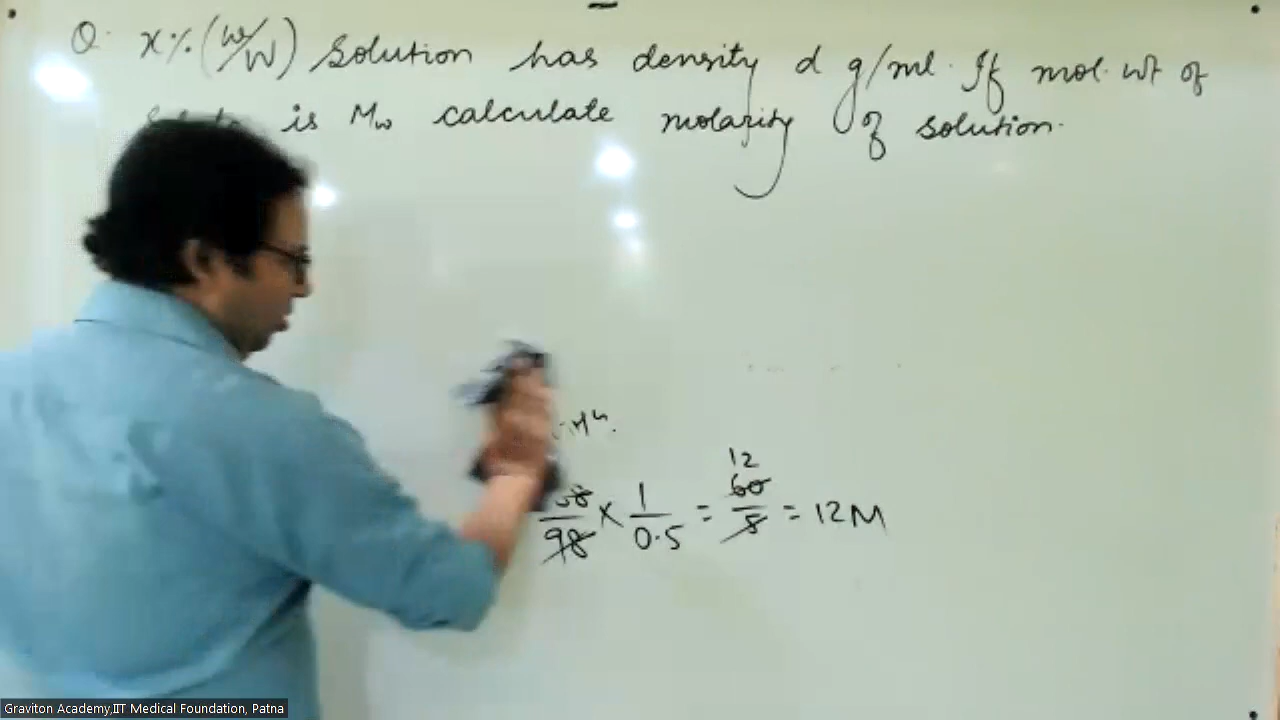 Q. x%(w/W) Solution has density d g/ml. If mol. wt of
is Mw calculate molarity of solution.
12
98 × 1/0.5 = 60/5 = 12M
Graviton Academy,IIT Medical Foundation, Patna